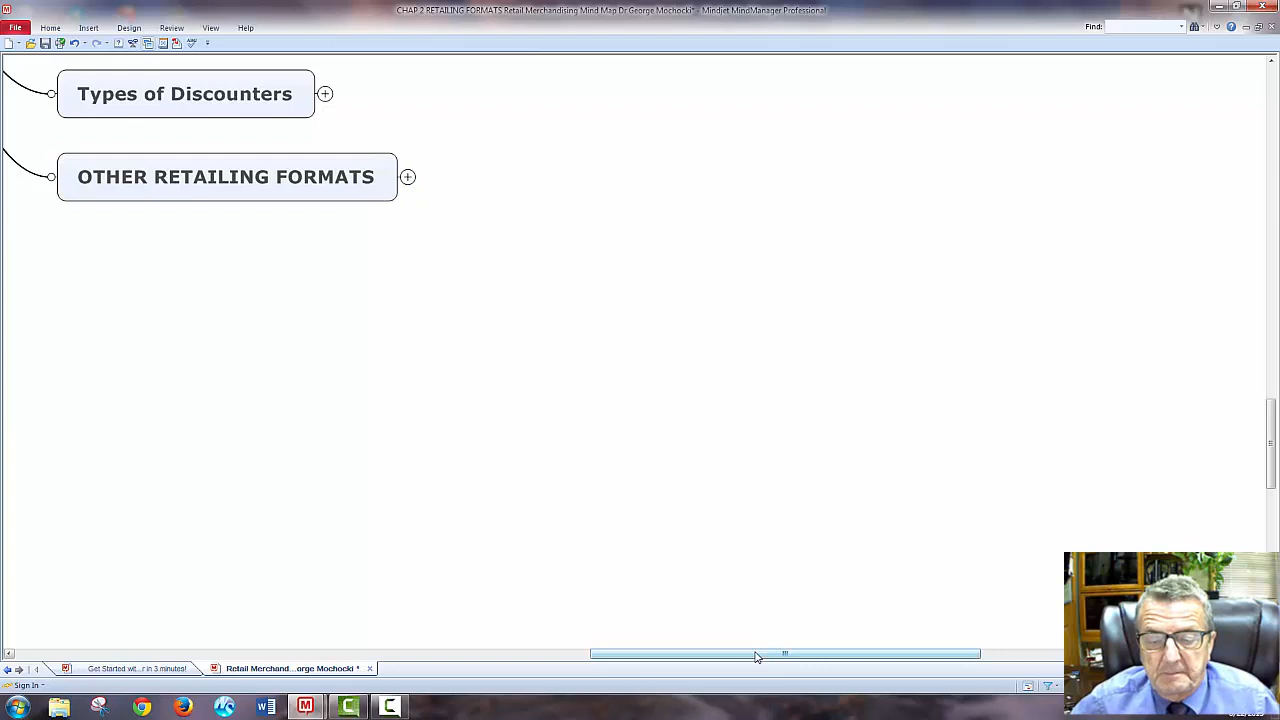 CHAP 2 RETAILING FORMATS Retail Merchandising Mind Map Dr George Mochocki* - Mindjet MindManager Professional
File Home Insert Design Review View Help
Find:
Types of Discounters
OTHER RETAILING FORMATS
Get Started wit...r in 3 minutes!
Retail Merchand...orge Mochocki *
Sign In